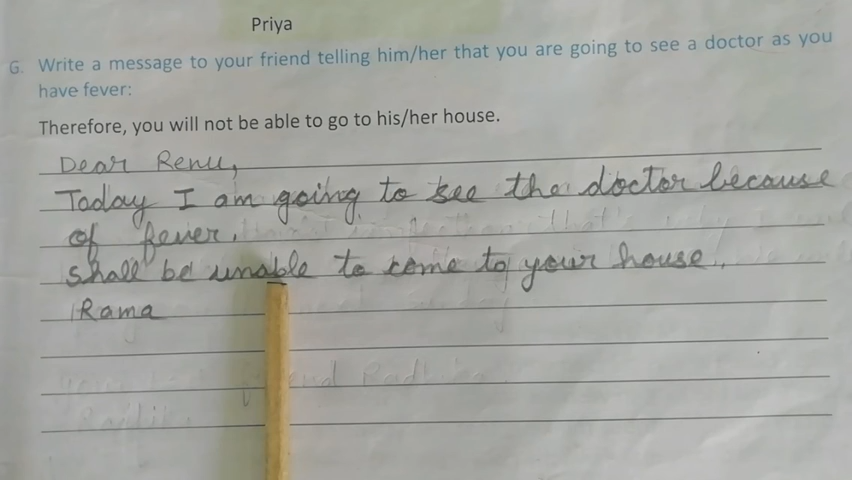 Priya
G. Write a message to your friend telling him/her that you are going to see a doctor as you
have fever:
Therefore, you will not be able to go to his/her house.
Dear Renu,
Today I am going to see the doctor because
of fever.
shall be unable to come to your house.
Rama